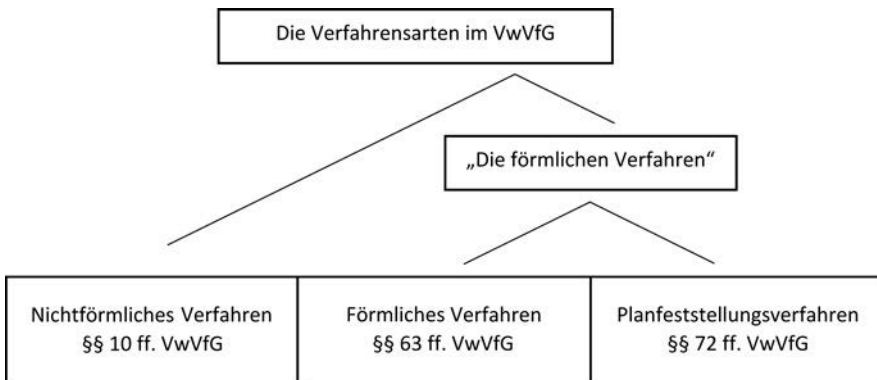 Die Verfahrensarten im VwVfG
„Die förmlichen Verfahren“
Nichtförmliches Verfahren
§§ 10 ff. VwVfG
Förmliches Verfahren
§§ 63 ff. VwVfG
Planfeststellungsverfahren
§§ 72 ff. VwVfG